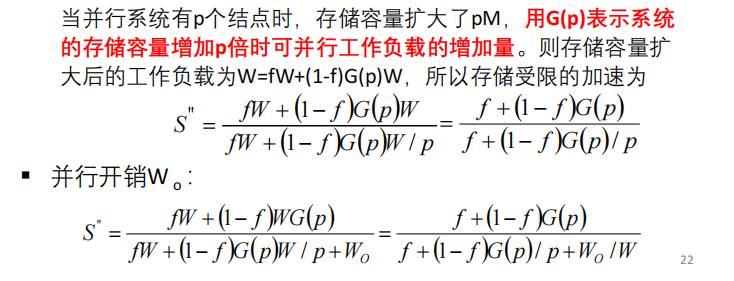 当并行系统有p个结点时，存储容量扩大了pM，用G(p)表示系统
的存储容量增加p倍时可并行工作负载的增加量。则存储容量扩
大后的工作负载为W=fW+(1-f)G(p)W，所以存储受限的加速为
S" = (fW + (1 − f)G(p)W) / (fW + (1 − f)G(p)W / p) = (f + (1 − f)G(p)) / (f + (1 − f)G(p) / p)
▪ 并行开销Wₒ:
S" = (fW + (1 − f)WG(p)) / (fW + (1 − f)G(p)W / p + W_O) = (f + (1 − f)G(p)) / (f + (1 − f)G(p) / p + W_O / W)
22